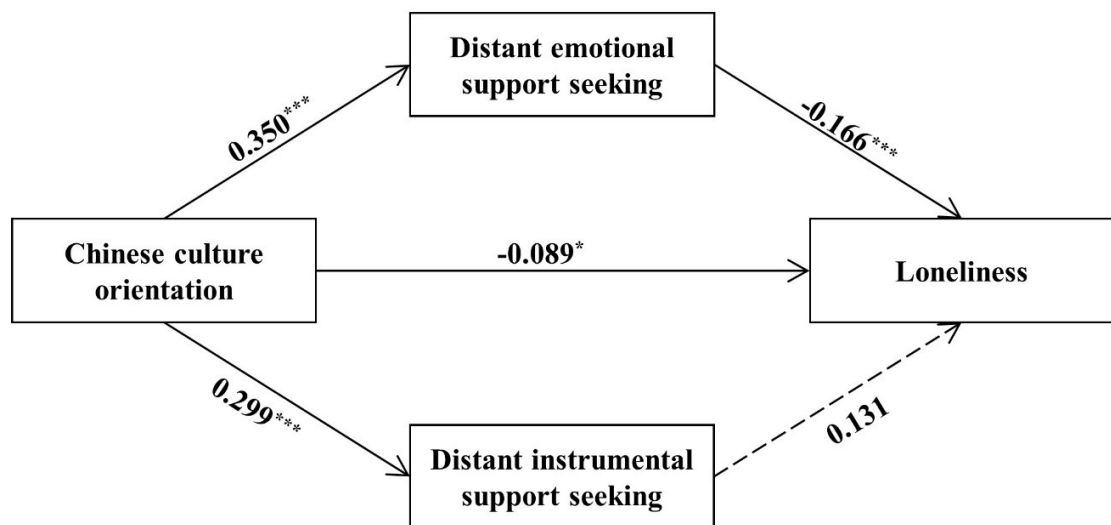 Distant emotional
support seeking
0.350***
-0.166***
Chinese culture
orientation
-0.089*
Loneliness
0.299***
0.131
Distant instrumental
support seeking